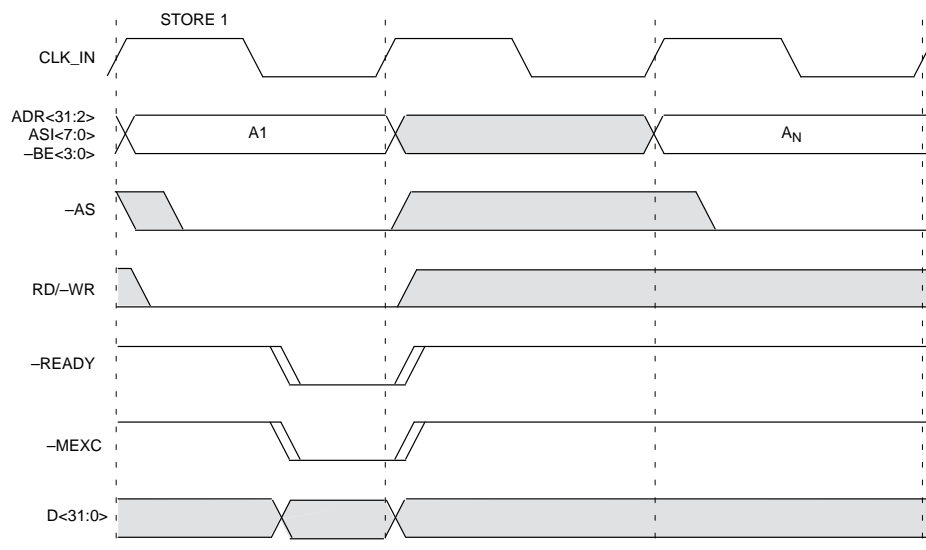 STORE 1
CLK_IN
ADR<31:2>
ASI<7:0>
–BE<3:0>
A1
AN
–AS
RD/–WR
–READY
–MEXC
D<31:0>